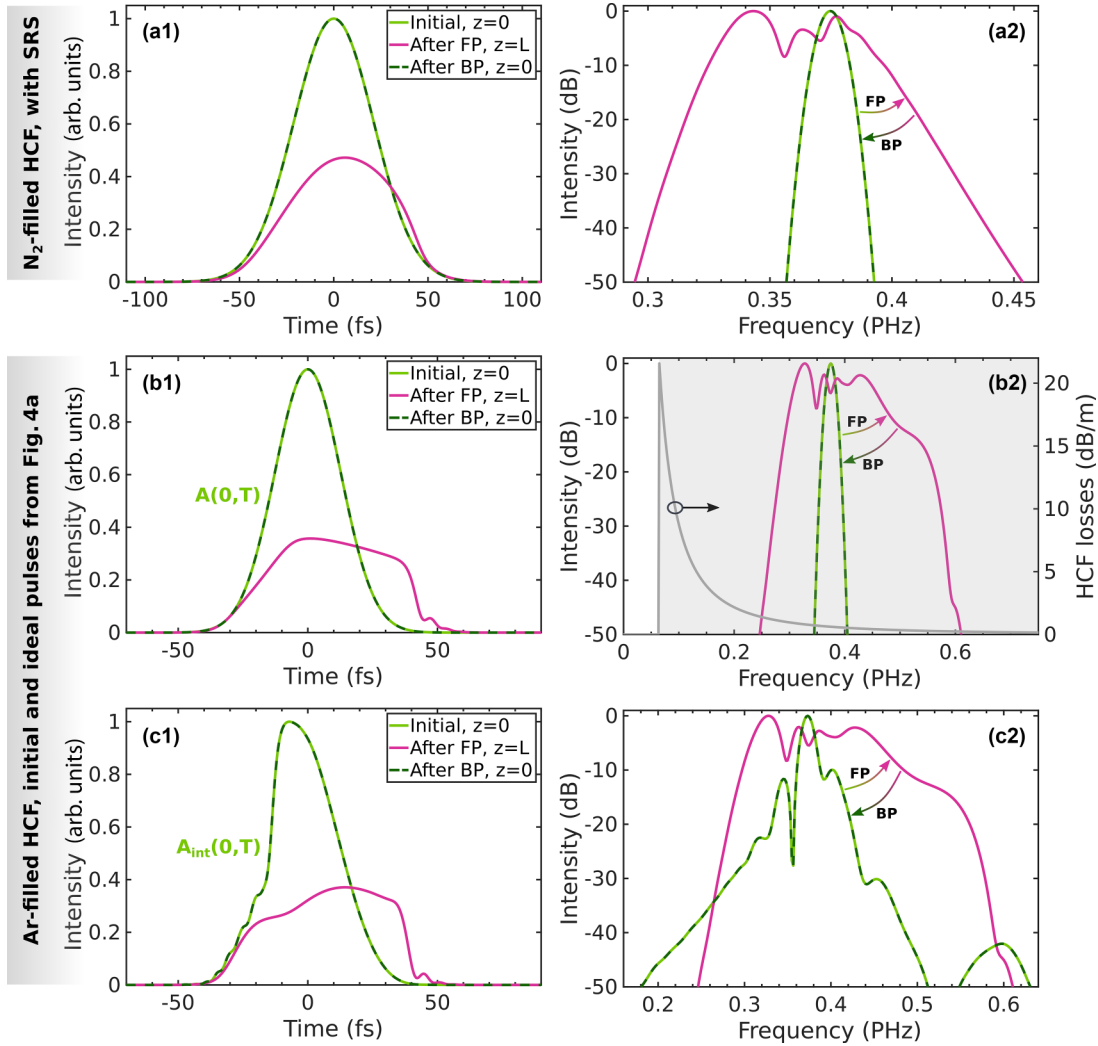 N₂-filled HCF, with SRS
Intensity (arb. units)
1
0.8
0.6
0.4
0.2
0
(a1)
Initial, z=0
After FP, z=L
After BP, z=0
-100
-50
0
50
100
Time (fs)
Intensity (dB)
0
-10
-20
-30
-40
-50
(a2)
FP
BP
0.3
0.35
0.4
0.45
Frequency (PHz)
Ar-filled HCF, initial and ideal pulses from Fig. 4a
Intensity (arb. units)
1
0.8
0.6
0.4
0.2
0
(b1)
Initial, z=0
After FP, z=L
After BP, z=0
A(0,T)
-50
0
50
Time (fs)
Intensity (dB)
0
-10
-20
-30
-40
-50
(b2)
FP
BP
20
15
10
5
0
HCF losses (dB/m)
0
0.2
0.4
0.6
Frequency (PHz)
Intensity (arb. units)
1
0.8
0.6
0.4
0.2
0
(c1)
Initial, z=0
After FP, z=L
After BP, z=0
A_int(0,T)
-50
0
50
Time (fs)
Intensity (dB)
0
-10
-20
-30
-40
-50
(c2)
FP
BP
0.2
0.3
0.4
0.5
0.6
Frequency (PHz)